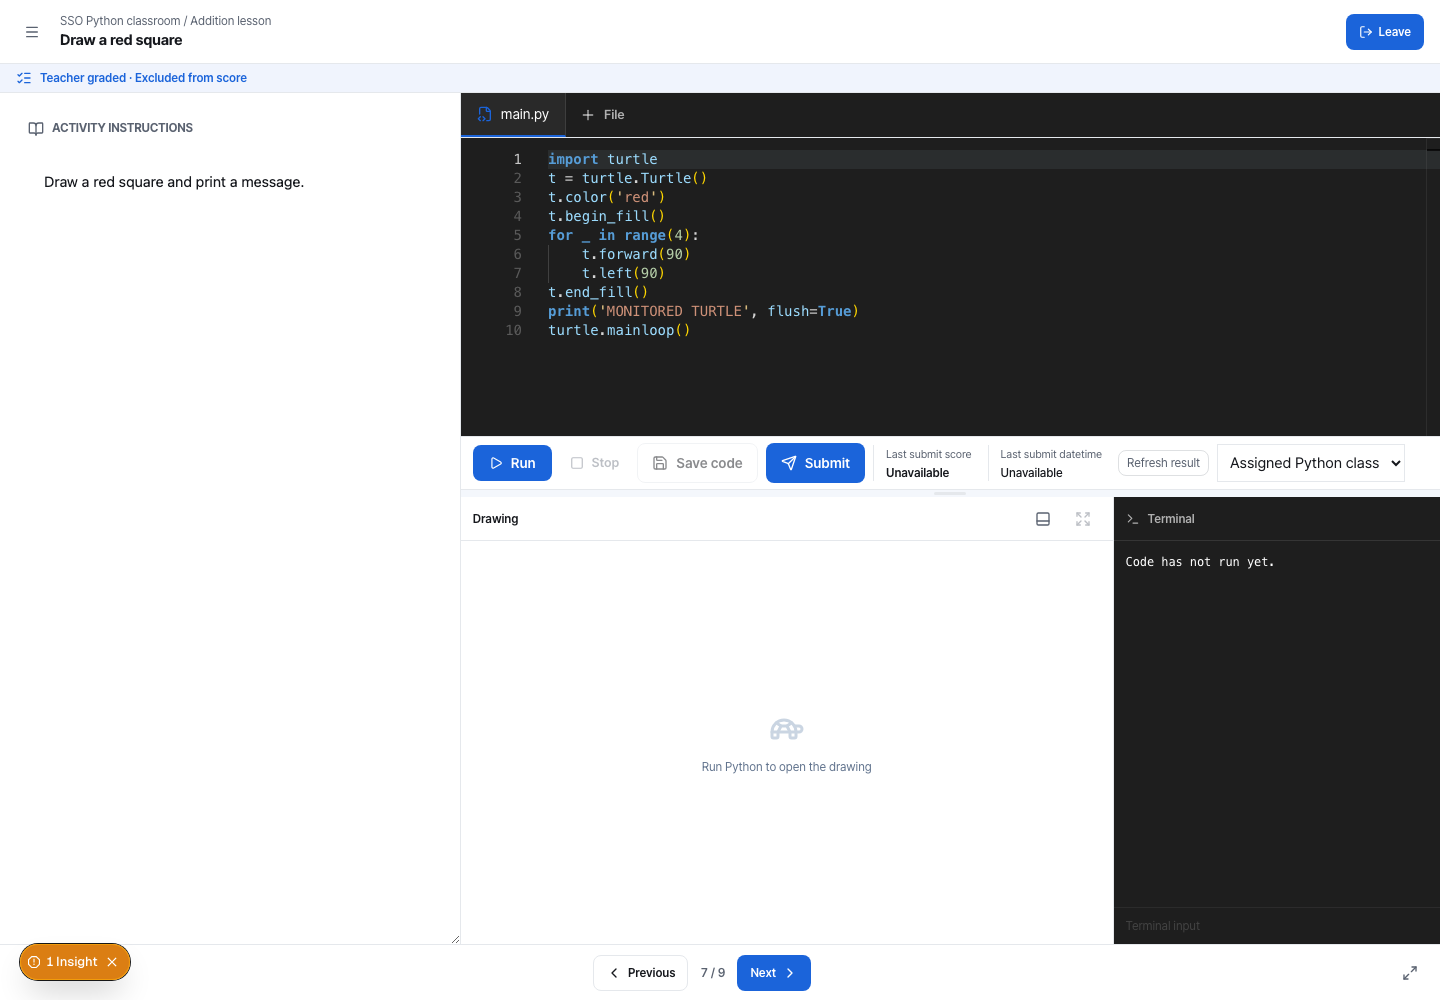 SSO Python classroom / Addition lesson
Draw a red square
Leave
Teacher graded · Excluded from score
ACTIVITY INSTRUCTIONS
Draw a red square and print a message.
main.py
File
1 import turtle
2 t = turtle.Turtle()
3 t.color('red')
4 t.begin_fill()
5 for _ in range(4):
6     t.forward(90)
7     t.left(90)
8 t.end_fill()
9 print('MONITORED TURTLE', flush=True)
10 turtle.mainloop()
Run
Stop
Save code
Submit
Last submit score
Unavailable
Last submit datetime
Unavailable
Refresh result
Assigned Python class
Drawing
Run Python to open the drawing
Terminal
Code has not run yet.
Terminal input
1 Insight
Previous
7 / 9
Next